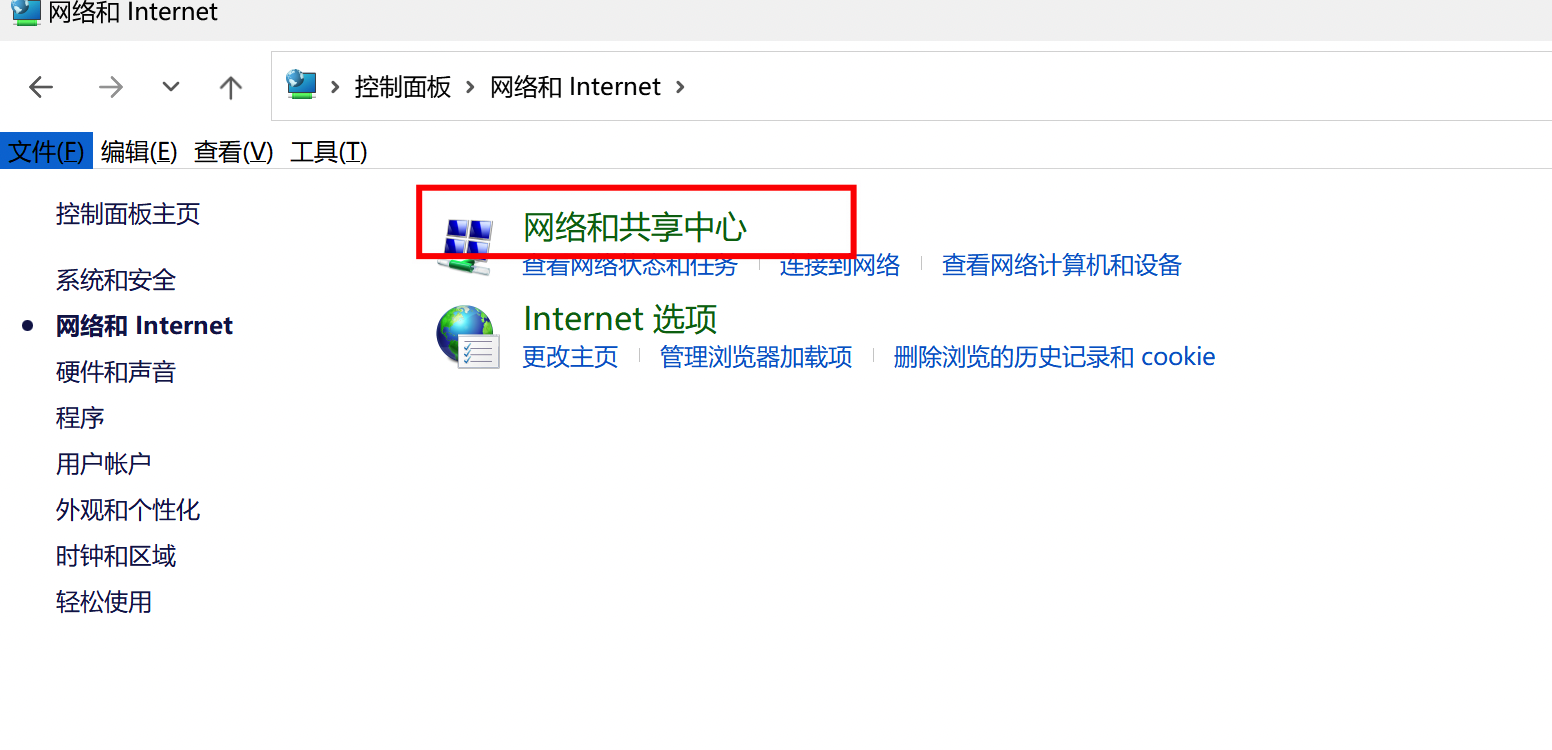 网络和 Internet
控制面板 网络和 Internet
文件(F) 编辑(E) 查看(V) 工具(T)
控制面板主页
系统和安全
网络和 Internet
硬件和声音
程序
用户帐户
外观和个性化
时钟和区域
轻松使用
网络和共享中心
查看网络状态和任务 连接到网络 查看网络计算机和设备
Internet 选项
更改主页 管理浏览器加载项 删除浏览的历史记录和 cookie